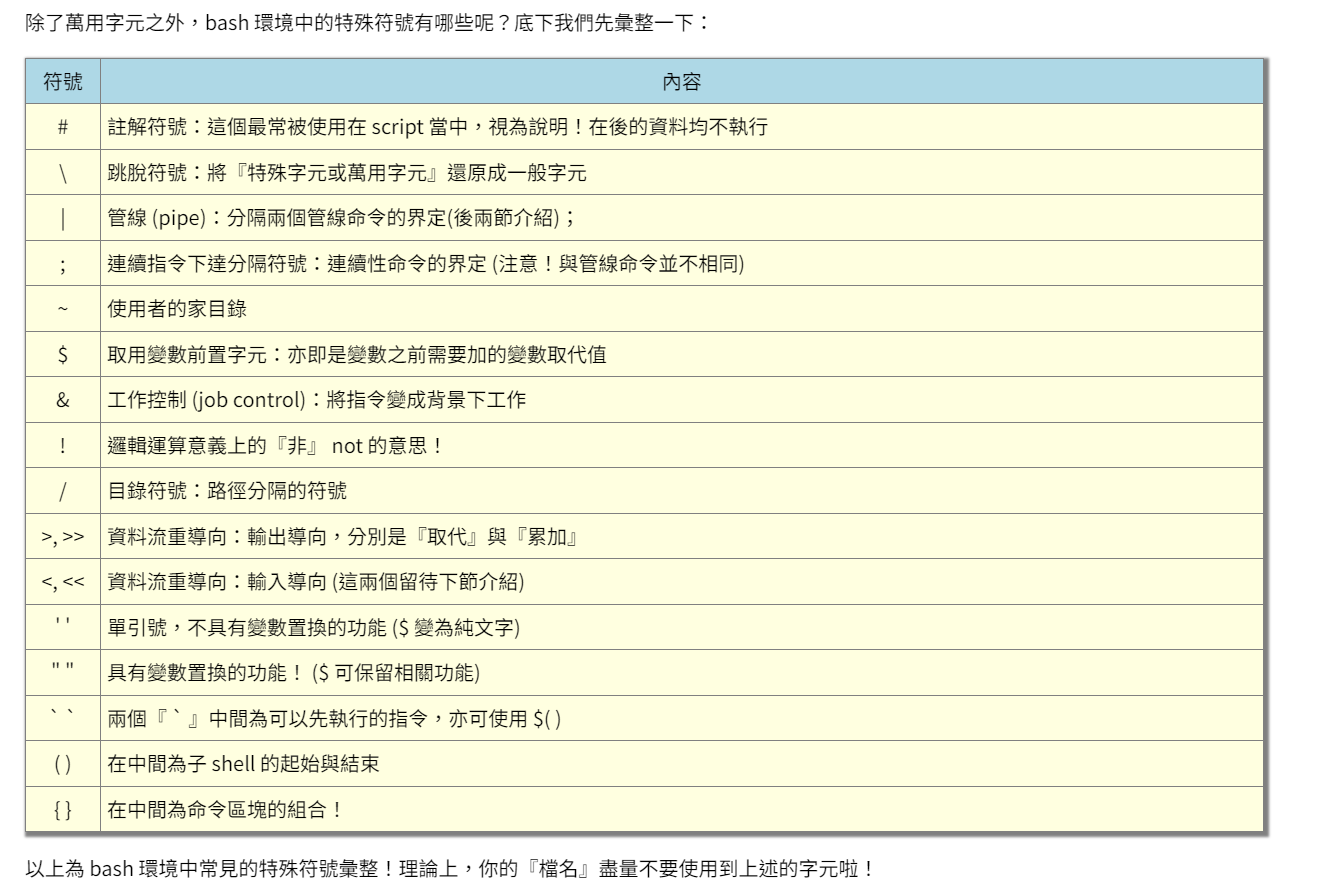 除了萬用字元之外，bash 環境中的特殊符號有哪些呢？底下我們先彙整一下：
符號 內容
# 註解符號：這個最常被使用在 script 當中，視為說明！在後的資料均不執行
\ 跳脫符號：將『特殊字元或萬用字元』還原成一般字元
| 管線 (pipe)：分隔兩個管線命令的界定(後兩節介紹)；
; 連續指令下達分隔符號：連續性命令的界定 (注意！與管線命令並不相同)
~ 使用者的家目錄
$ 取用變數前置字元：亦即是變數之前需要加的變數取代值
& 工作控制 (job control)：將指令變成背景下工作
! 邏輯運算意義上的『非』 not 的意思！
/ 目錄符號：路徑分隔的符號
>, >> 資料流重導向：輸出導向，分別是『取代』與『累加』
<, << 資料流重導向：輸入導向 (這兩個留待下節介紹)
' ' 單引號，不具有變數置換的功能 ($ 變為純文字)
" " 具有變數置換的功能！ ($ 可保留相關功能)
` ` 兩個『 ` 』中間為可以先執行的指令，亦可使用 $( )
( ) 在中間為子 shell 的起始與結束
{ } 在中間為命令區塊的組合！
以上為 bash 環境中常見的特殊符號彙整！理論上，你的『檔名』盡量不要使用到上述的字元啦！